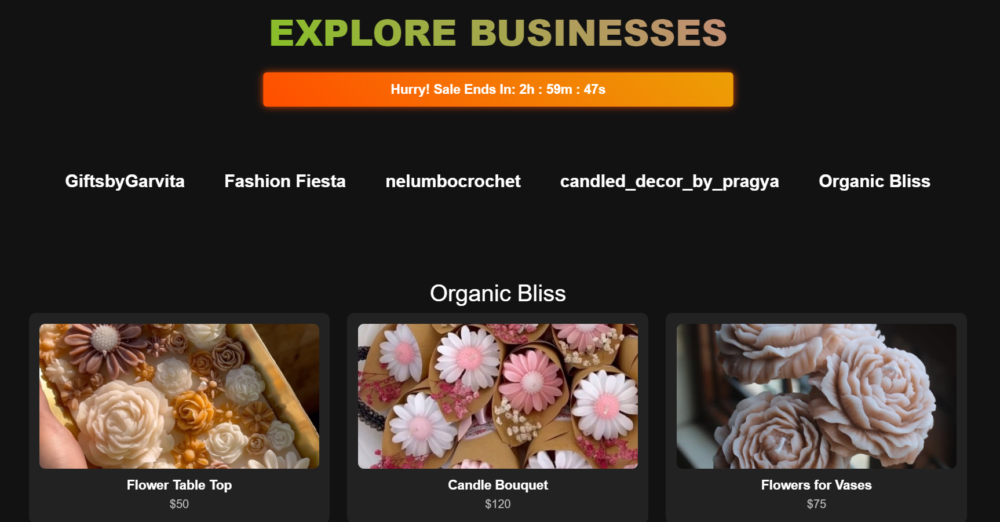 EXPLORE BUSINESSES
Hurry! Sale Ends In: 2h : 59m : 47s
GiftsbyGarvita Fashion Fiesta nelumbocrochet candled_decor_by_pragya Organic Bliss
Organic Bliss
Flower Table Top
$50
Candle Bouquet
$120
Flowers for Vases
$75